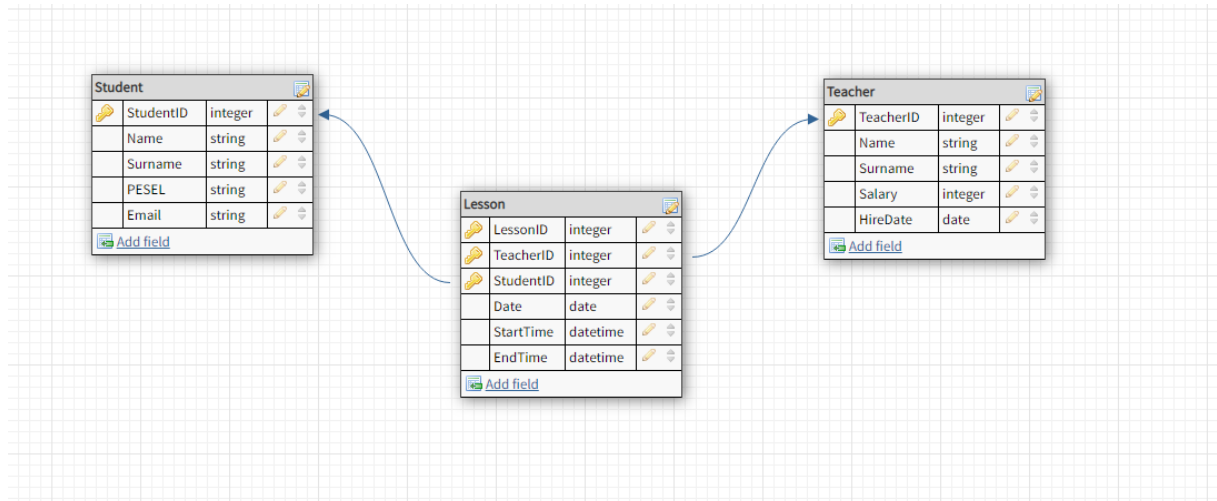 Student
StudentID integer
Name string
Surname string
PESEL string
Email string
Add field
Lesson
LessonID integer
TeacherID integer
StudentID integer
Date date
StartTime datetime
EndTime datetime
Add field
Teacher
TeacherID integer
Name string
Surname string
Salary integer
HireDate date
Add field